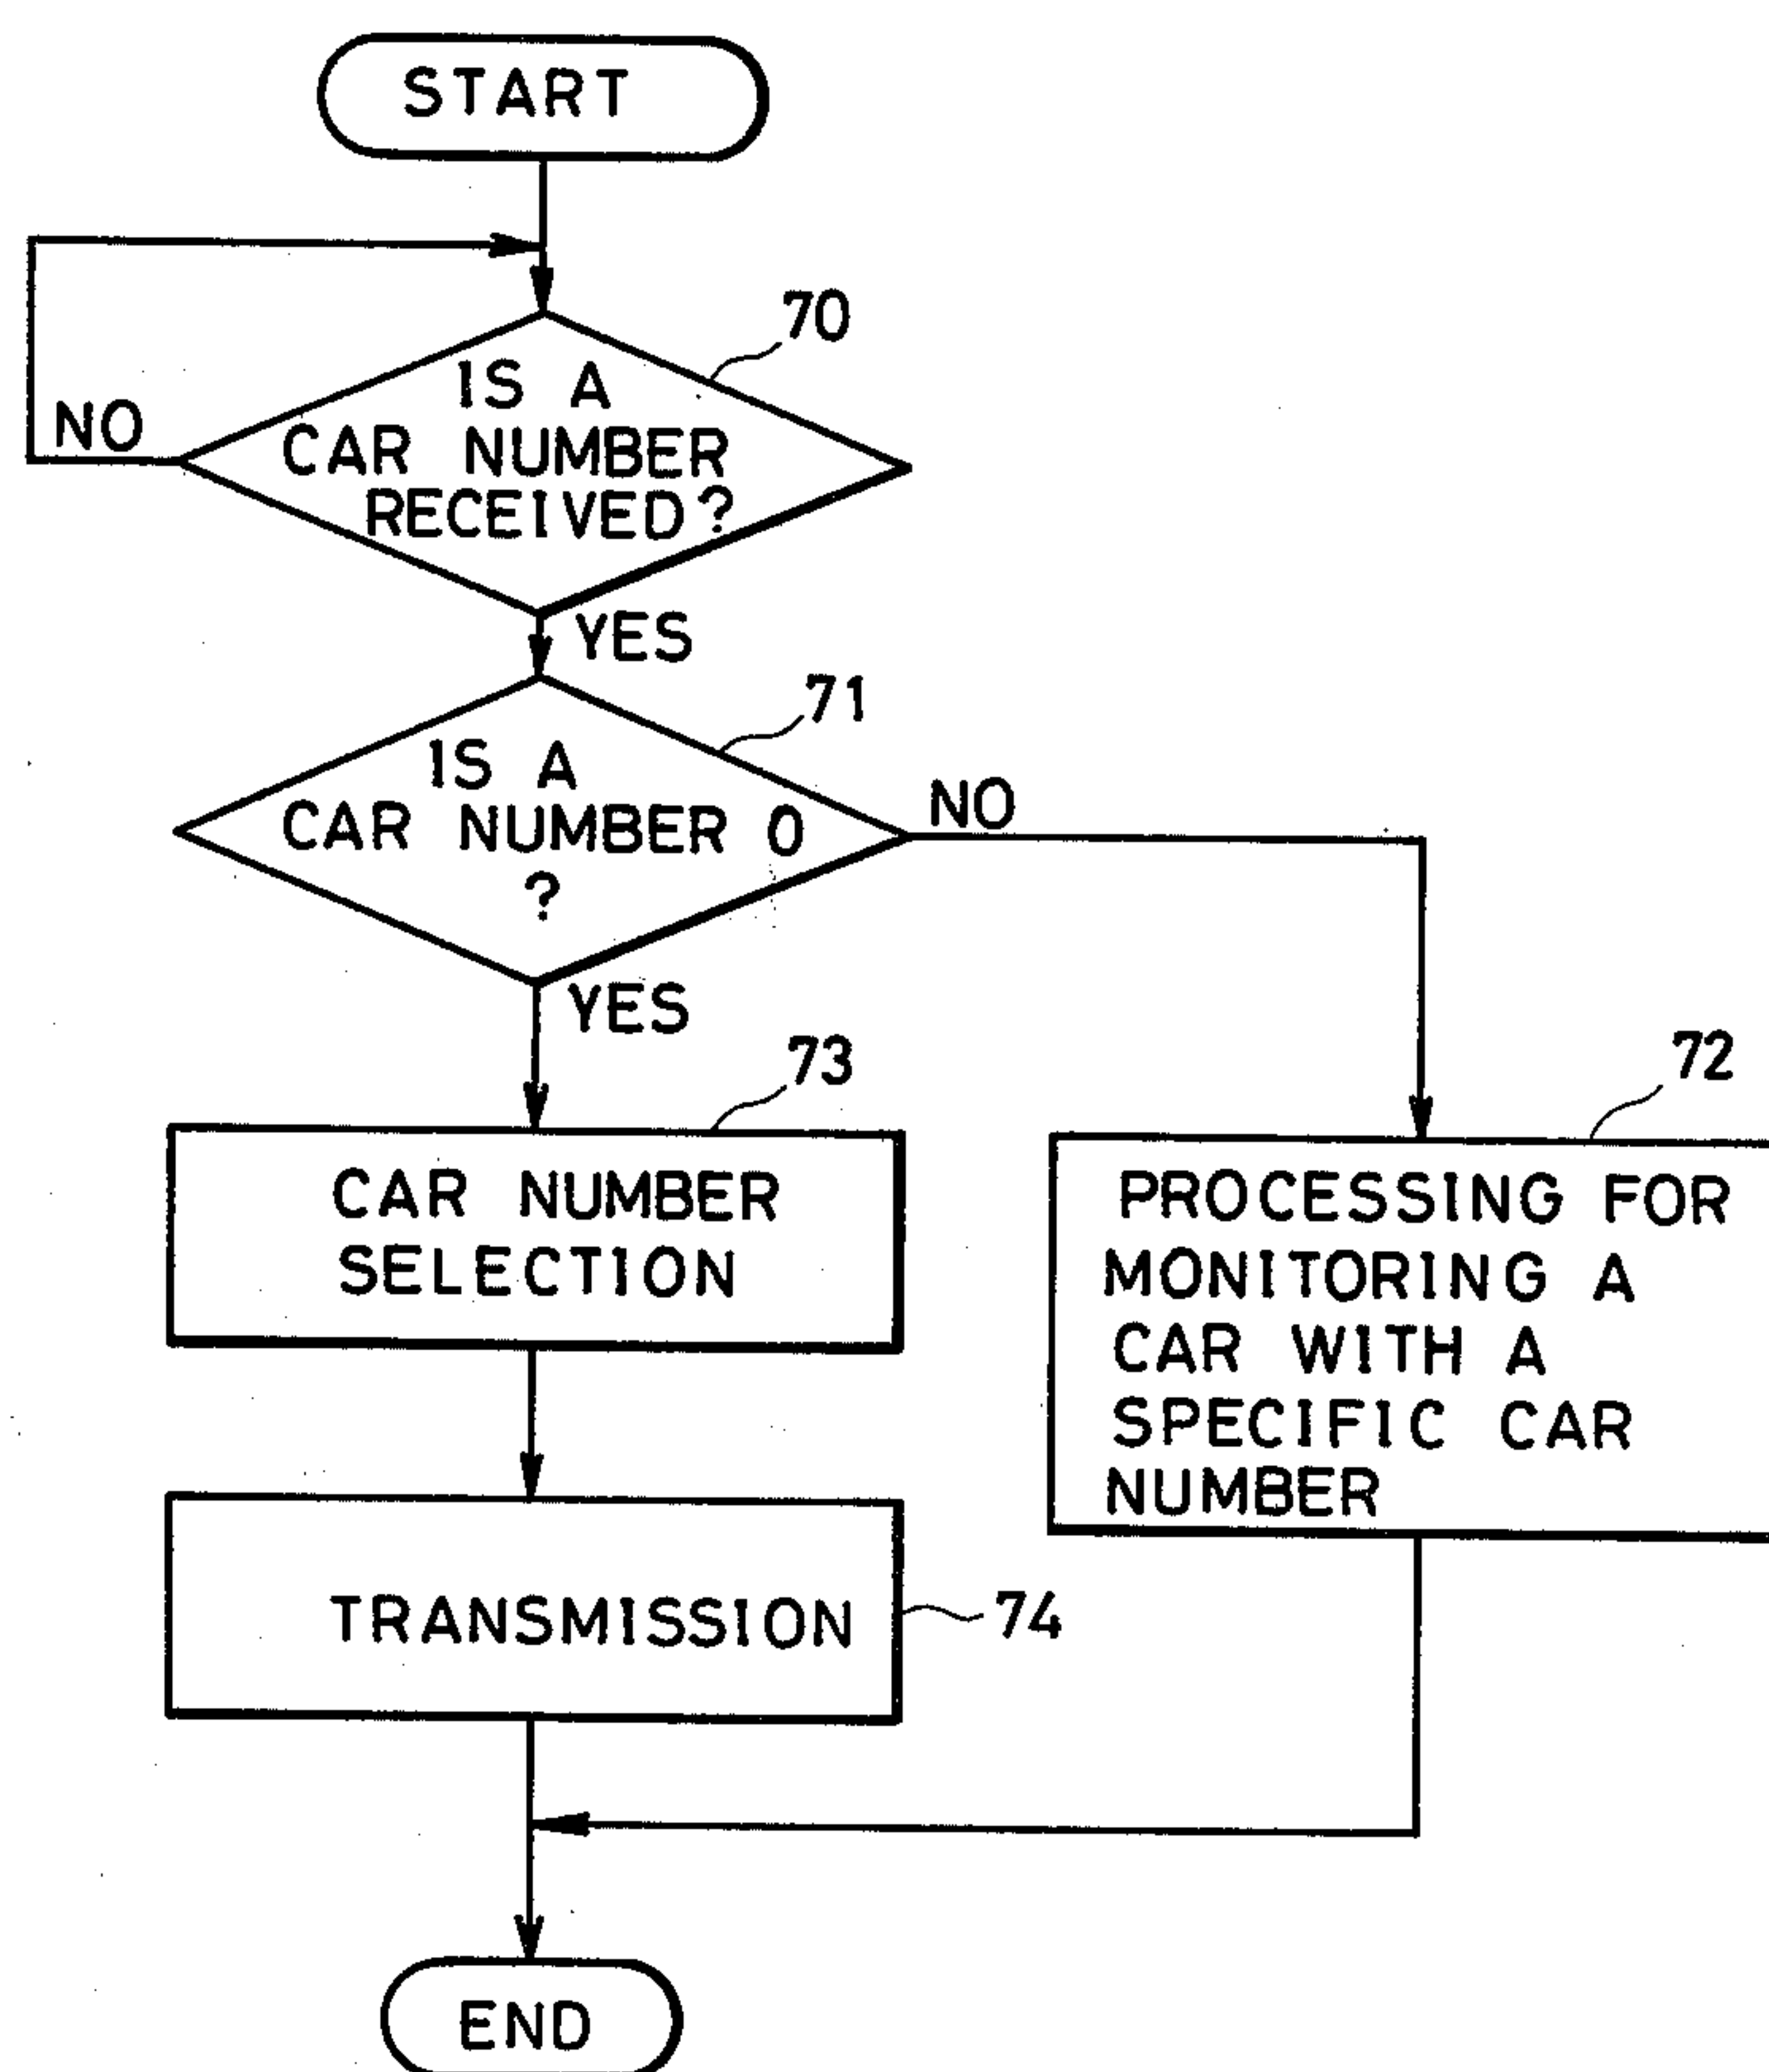 START
70
IS A
CAR NUMBER
RECEIVED?
NO
YES
71
IS A
CAR NUMBER 0
?
NO
YES
73
CAR NUMBER
SELECTION
72
PROCESSING FOR
MONITORING A
CAR WITH A
SPECIFIC CAR
NUMBER
TRANSMISSION
74
END